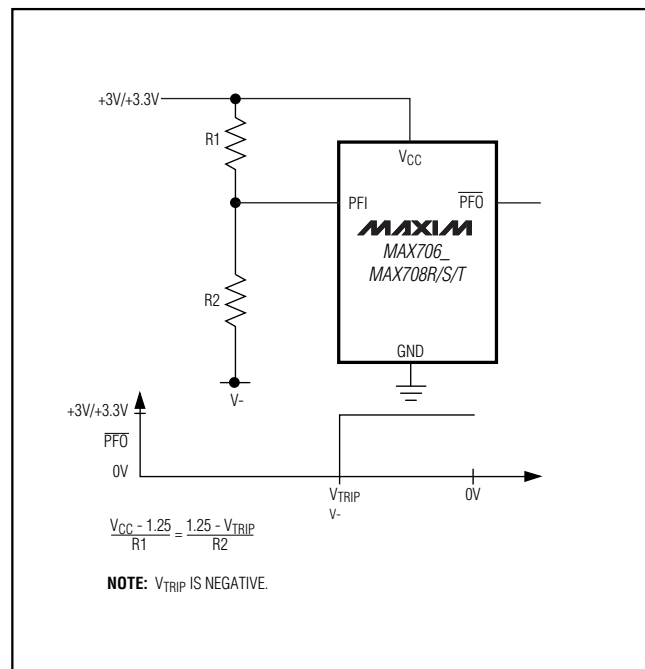 +3V/+3.3V
R1
VCC
PFI
PFO
MAXIM
MAX706_
MAX708R/S/T
R2
GND
V-
+3V/+3.3V
PFO
0V
VTRIP
0V
V-
VCC - 1.25 = 1.25 - VTRIP
R1 R2
NOTE: VTRIP IS NEGATIVE.